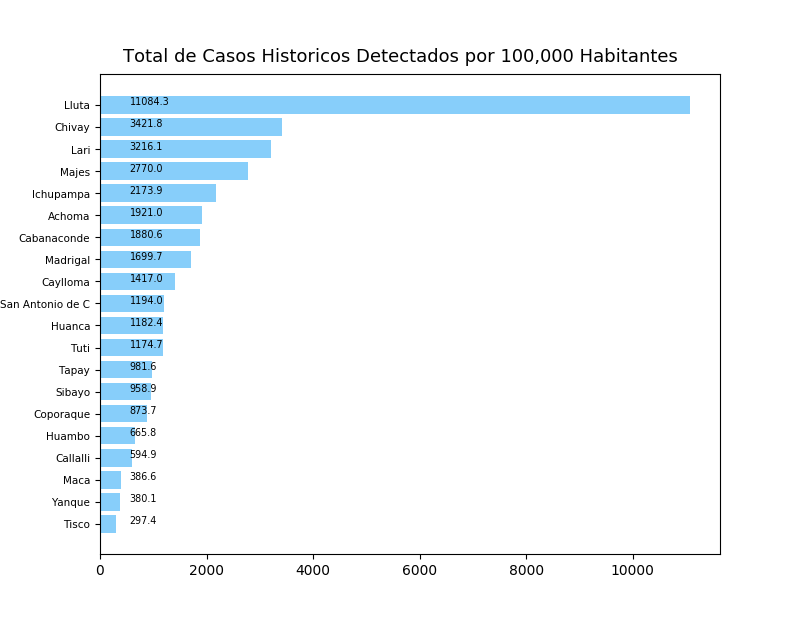 Total de Casos Historicos Detectados por 100,000 Habitantes
Lluta 11084.3
Chivay 3421.8
Lari 3216.1
Majes 2770.0
Ichupampa 2173.9
Achoma 1921.0
Cabanaconde 1880.6
Madrigal 1699.7
Caylloma 1417.0
San Antonio de C 1194.0
Huanca 1182.4
Tuti 1174.7
Tapay 981.6
Sibayo 958.9
Coporaque 873.7
Huambo 665.8
Callalli 594.9
Maca 386.6
Yanque 380.1
Tisco 297.4
0 2000 4000 6000 8000 10000